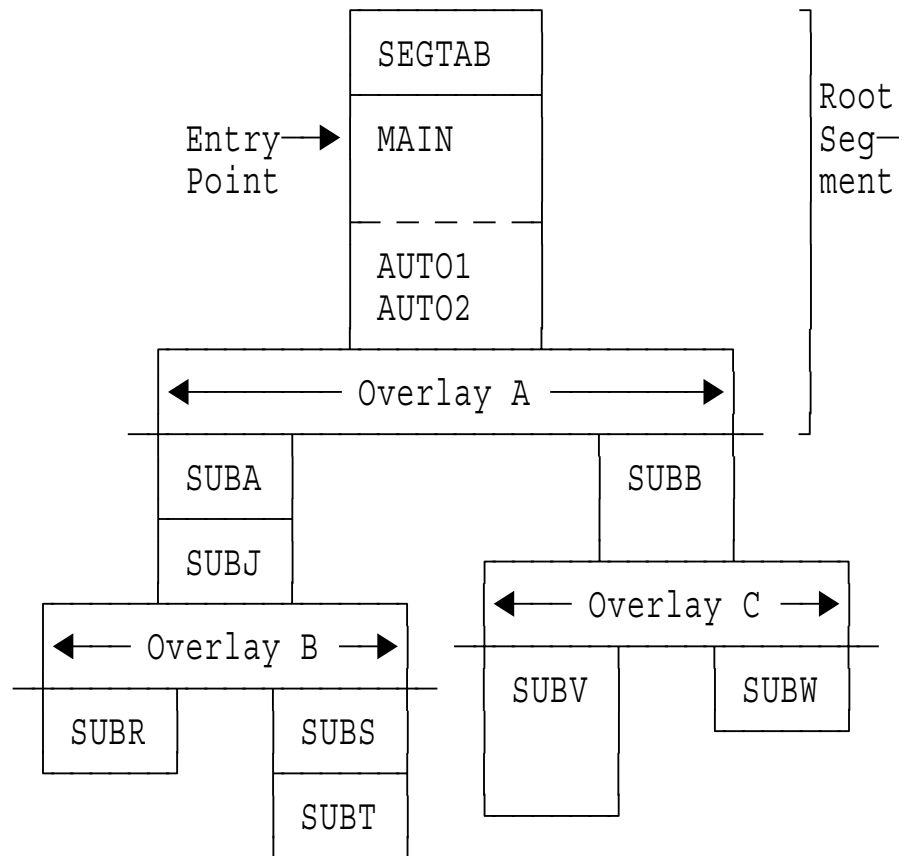 SEGTAB
Root
Entry
MAIN
Seg—
Point
ment
AUTO1
AUTO2
Overlay A
SUBA
SUBB
SUBJ
Overlay C
Overlay B
SUBV
SUBW
SUBR
SUBS
SUBT